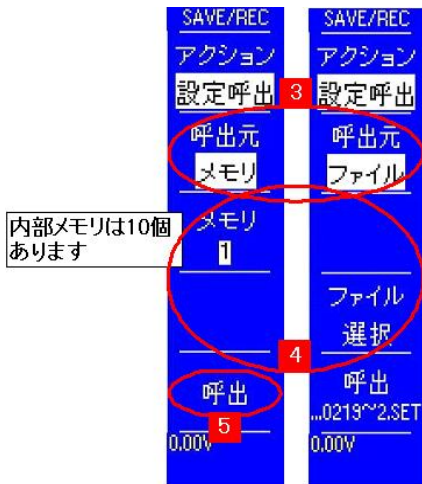 SAVE/REC
アクション
設定呼出
呼出元
メモリ
メモリ
1
呼出
0.00V
SAVE/REC
アクション
設定呼出
呼出元
ファイル
ファイル
選択
呼出
...0219~2.SET
0.00V
3
4
5
内部メモリは10個
あります